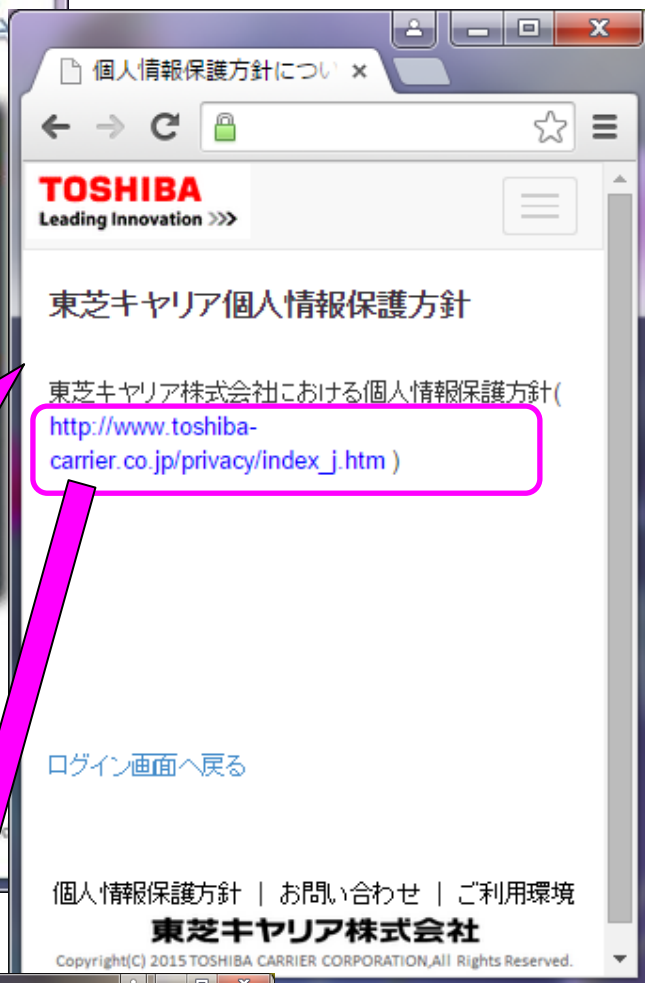 個人情報保護方針につい
TOSHIBA
Leading Innovation >>>
東芝キヤリア個人情報保護方針
東芝キヤリア株式会社における個人情報保護方針(
http://www.toshiba-
carrier.co.jp/privacy/index_j.htm )
ログイン画面へ戻る
個人情報保護方針 | お問い合わせ | ご利用環境
東芝キヤリア株式会社
Copyright(C) 2015 TOSHIBA CARRIER CORPORATION,All Rights Reserved.